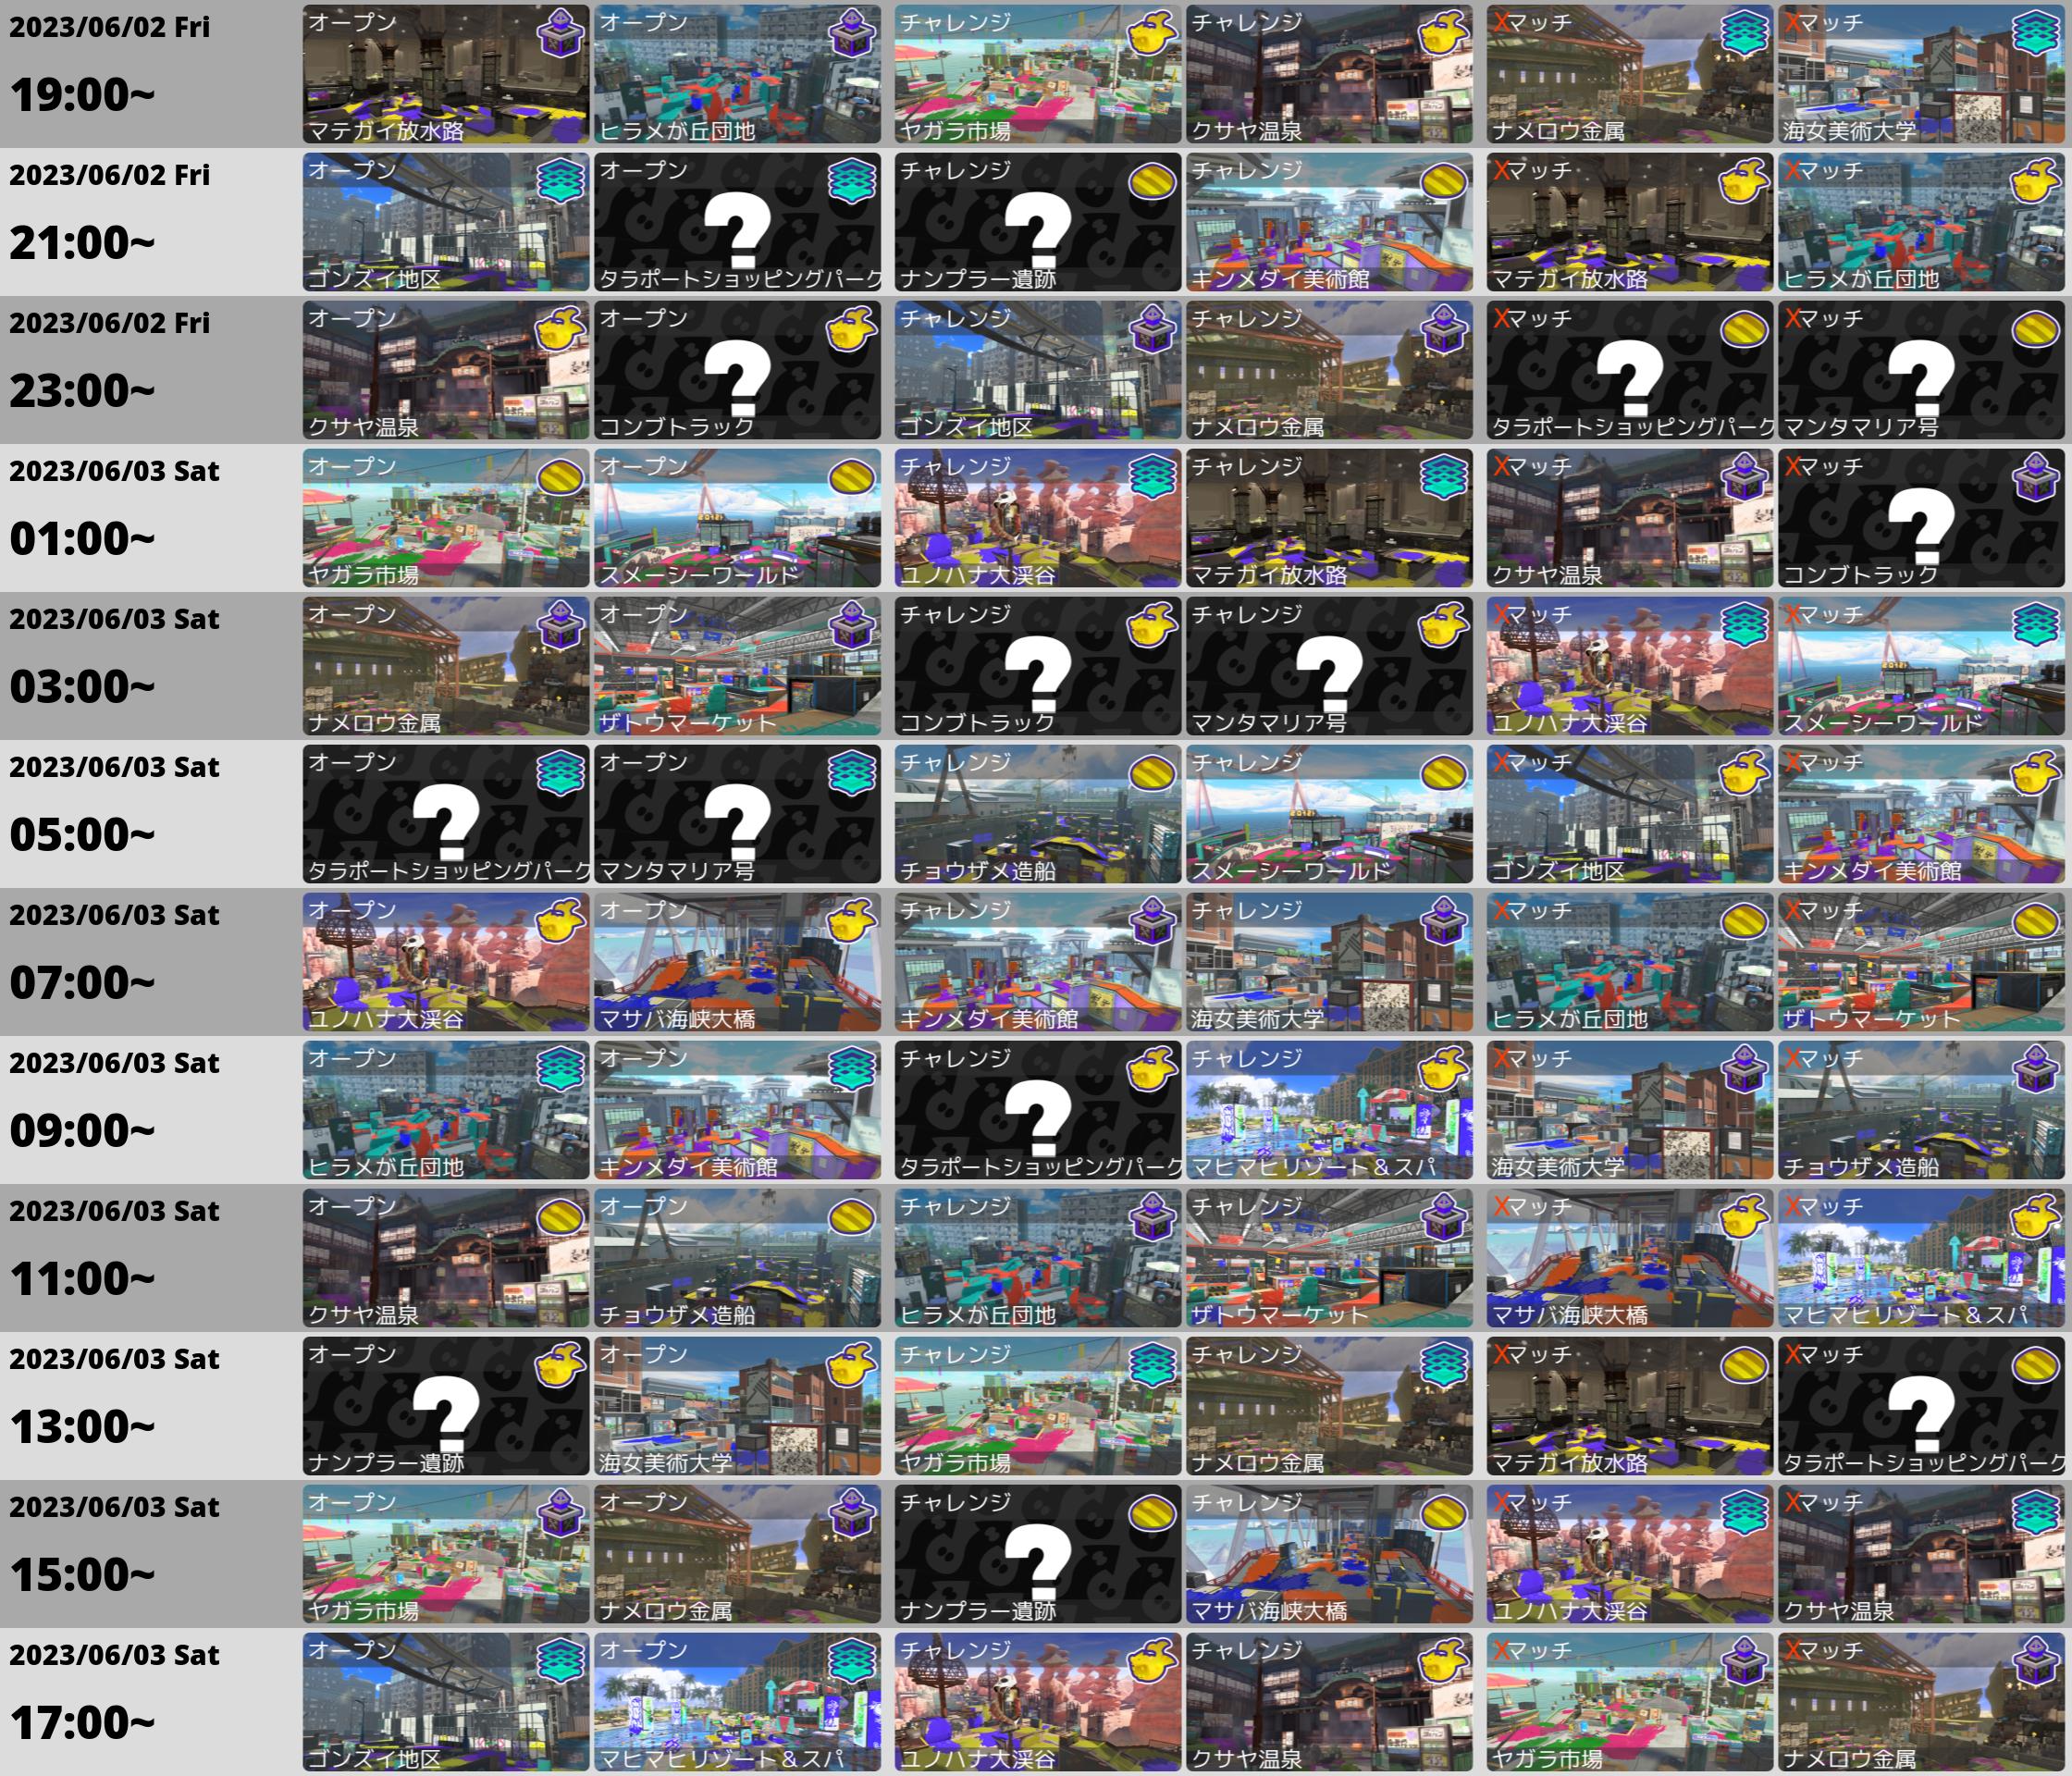 2023/06/02 Fri
19:00~
オープン
マテガイ放水路
オープン
ヒラメが丘団地
チャレンジ
ヤガラ市場
チャレンジ
クサヤ温泉
Xマッチ
ナメロウ金属
Xマッチ
海女美術大学
2023/06/02 Fri
21:00~
オープン
ゴンズイ地区
オープン
?
タラポートショッピングパーク
チャレンジ
?
ナンプラー遺跡
チャレンジ
キンメダイ美術館
Xマッチ
マテガイ放水路
Xマッチ
ヒラメが丘団地
2023/06/02 Fri
23:00~
オープン
クサヤ温泉
オープン
?
コンブトラック
チャレンジ
ゴンズイ地区
チャレンジ
ナメロウ金属
Xマッチ
?
タラポートショッピングパーク
Xマッチ
?
マンタマリア号
2023/06/03 Sat
01:00~
オープン
ヤガラ市場
オープン
スメーシーワールド
チャレンジ
ユノハナ大渓谷
チャレンジ
マテガイ放水路
Xマッチ
クサヤ温泉
Xマッチ
?
コンブトラック
2023/06/03 Sat
03:00~
オープン
ナメロウ金属
オープン
ザトウマーケット
チャレンジ
?
コンブトラック
チャレンジ
?
マンタマリア号
Xマッチ
ユノハナ大渓谷
Xマッチ
スメーシーワールド
2023/06/03 Sat
05:00~
オープン
?
タラポートショッピングパーク
オープン
?
マンタマリア号
チャレンジ
チョウザメ造船
チャレンジ
スメーシーワールド
Xマッチ
ゴンズイ地区
Xマッチ
キンメダイ美術館
2023/06/03 Sat
07:00~
オープン
ユノハナ大渓谷
オープン
マサバ海峡大橋
チャレンジ
キンメダイ美術館
チャレンジ
海女美術大学
Xマッチ
ヒラメが丘団地
Xマッチ
ザトウマーケット
2023/06/03 Sat
09:00~
オープン
ヒラメが丘団地
オープン
キンメダイ美術館
チャレンジ
?
タラポートショッピングパーク
チャレンジ
マヒマヒリゾート＆スパ
Xマッチ
海女美術大学
Xマッチ
チョウザメ造船
2023/06/03 Sat
11:00~
オープン
クサヤ温泉
オープン
チョウザメ造船
チャレンジ
ヒラメが丘団地
チャレンジ
ザトウマーケット
Xマッチ
マサバ海峡大橋
Xマッチ
マヒマヒリゾート＆スパ
2023/06/03 Sat
13:00~
オープン
?
ナンプラー遺跡
オープン
海女美術大学
チャレンジ
ヤガラ市場
チャレンジ
ナメロウ金属
Xマッチ
マテガイ放水路
Xマッチ
?
タラポートショッピングパーク
2023/06/03 Sat
15:00~
オープン
ヤガラ市場
オープン
ナメロウ金属
チャレンジ
?
ナンプラー遺跡
チャレンジ
マサバ海峡大橋
Xマッチ
ユノハナ大渓谷
Xマッチ
クサヤ温泉
2023/06/03 Sat
17:00~
オープン
ゴンズイ地区
オープン
マヒマヒリゾート＆スパ
チャレンジ
ユノハナ大渓谷
チャレンジ
クサヤ温泉
Xマッチ
ヤガラ市場
Xマッチ
ナメロウ金属